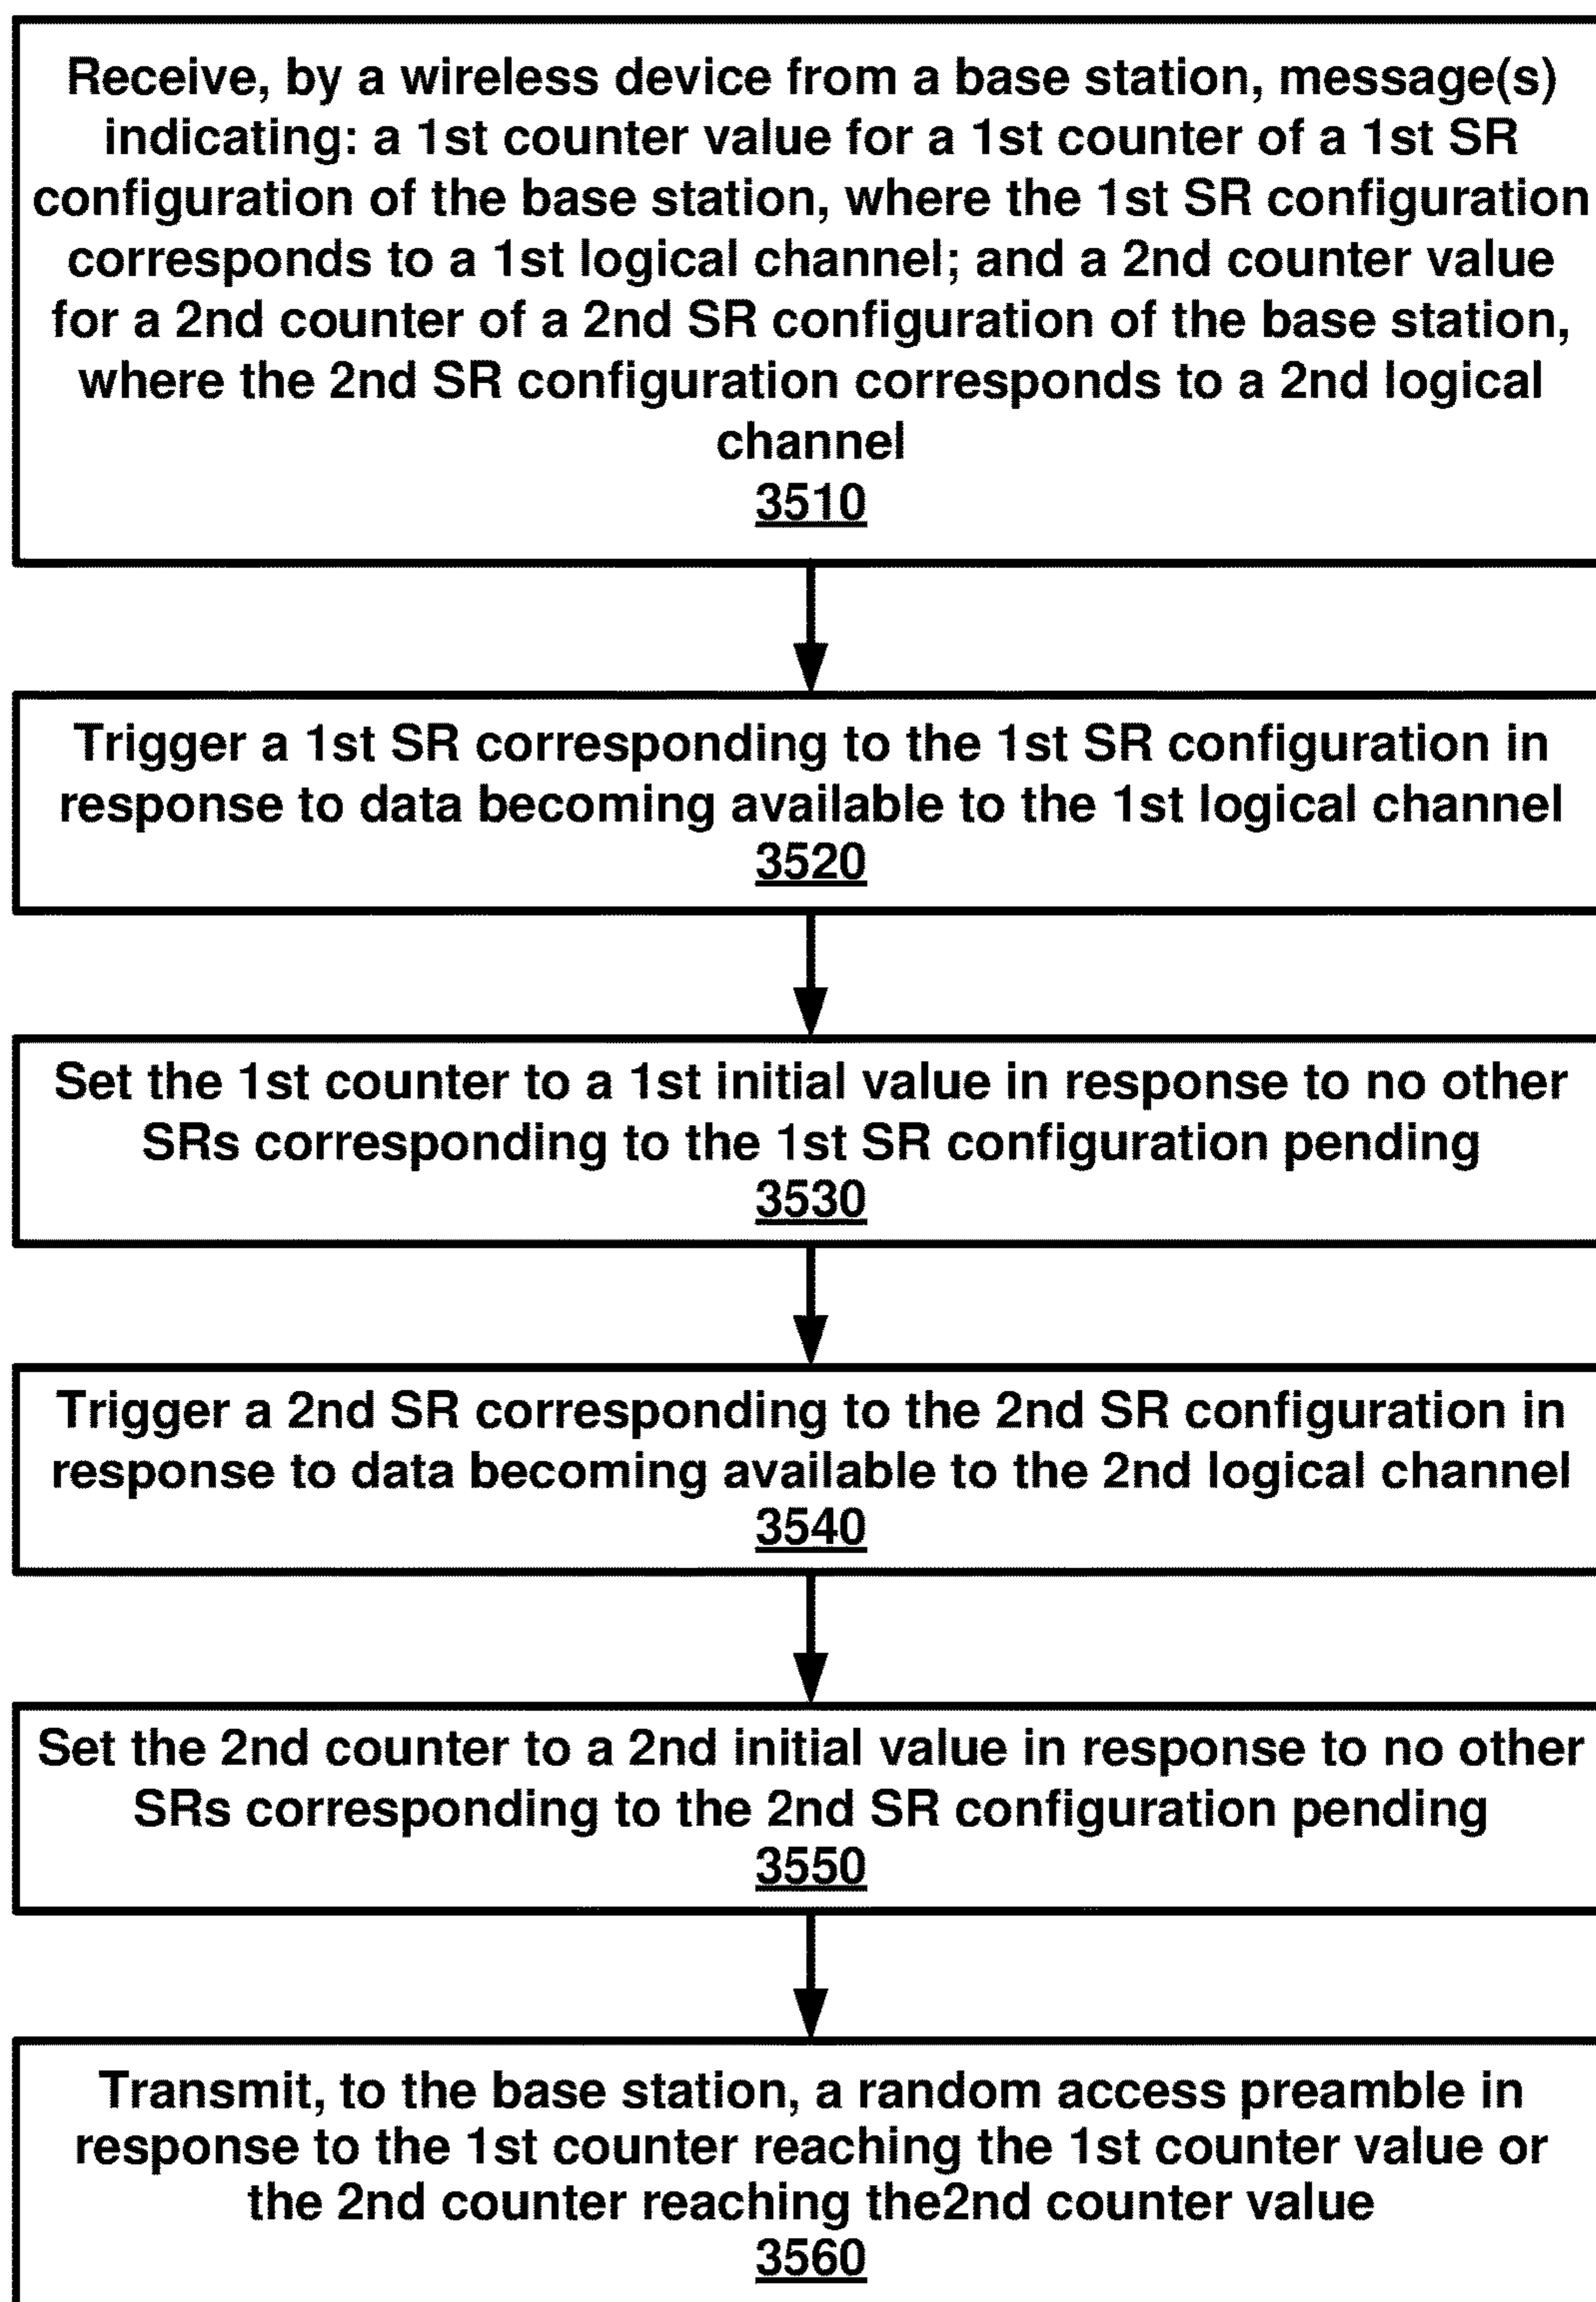 Receive, by a wireless device from a base station, message(s)
indicating: a 1st counter value for a 1st counter of a 1st SR
configuration of the base station, where the 1st SR configuration
corresponds to a 1st logical channel; and a 2nd counter value
for a 2nd counter of a 2nd SR configuration of the base station,
where the 2nd SR configuration corresponds to a 2nd logical
channel
3510
Trigger a 1st SR corresponding to the 1st SR configuration in
response to data becoming available to the 1st logical channel
3520
Set the 1st counter to a 1st initial value in response to no other
SRs corresponding to the 1st SR configuration pending
3530
Trigger a 2nd SR corresponding to the 2nd SR configuration in
response to data becoming available to the 2nd logical channel
3540
Set the 2nd counter to a 2nd initial value in response to no other
SRs corresponding to the 2nd SR configuration pending
3550
Transmit, to the base station, a random access preamble in
response to the 1st counter reaching the 1st counter value or
the 2nd counter reaching the2nd counter value
3560